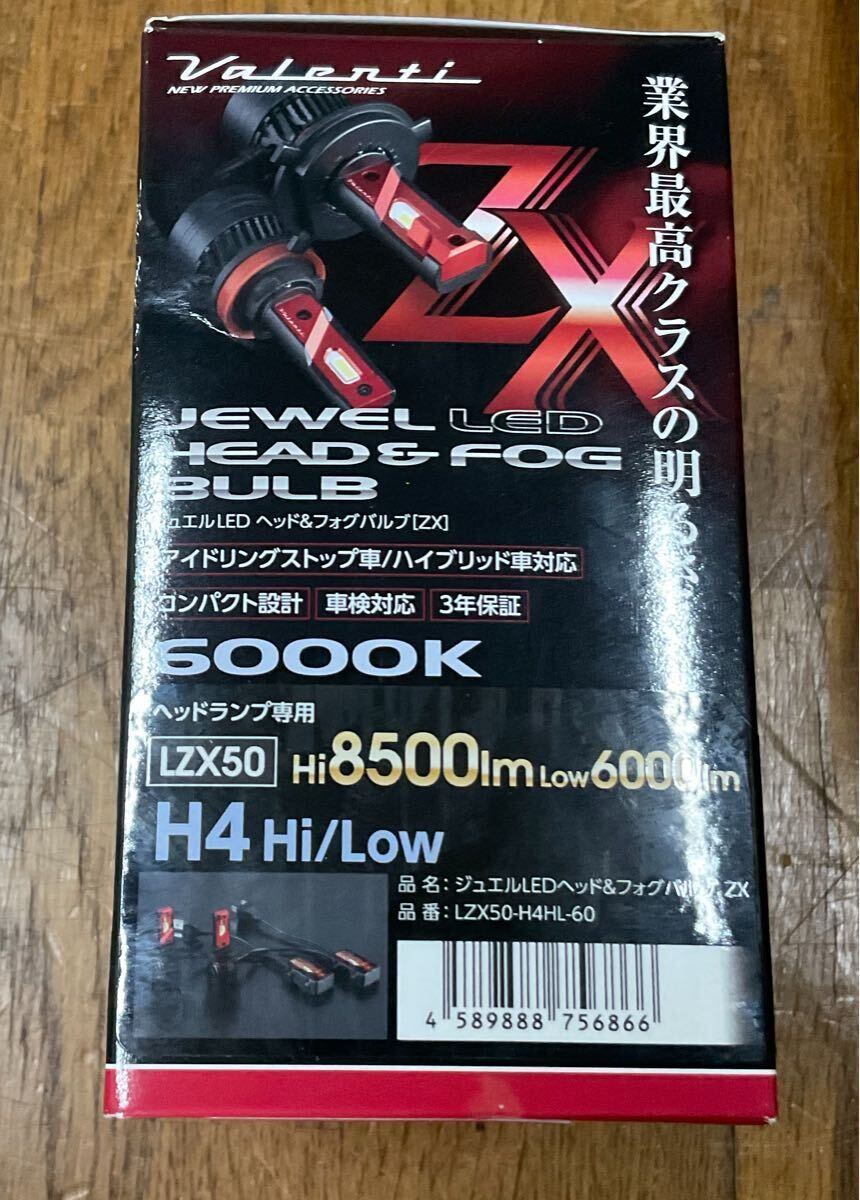 Valenti
NEW PREMIUM ACCESSORIES
ZX
業界最高クラスの明るさ
JEWEL LED
HEAD & FOG
BULB
ジュエルLED ヘッド&フォグバルブ[ZX]
アイドリングストップ車/ハイブリッド車対応
コンパクト設計 車検対応 3年保証
6000K
ヘッドランプ専用
LZX50 Hi8500lm Low6000lm
H4 Hi/Low
品 名：ジュエルLEDヘッド&フォグバルブ ZX
品 番：LZX50-H4HL-60
4 589888 756866